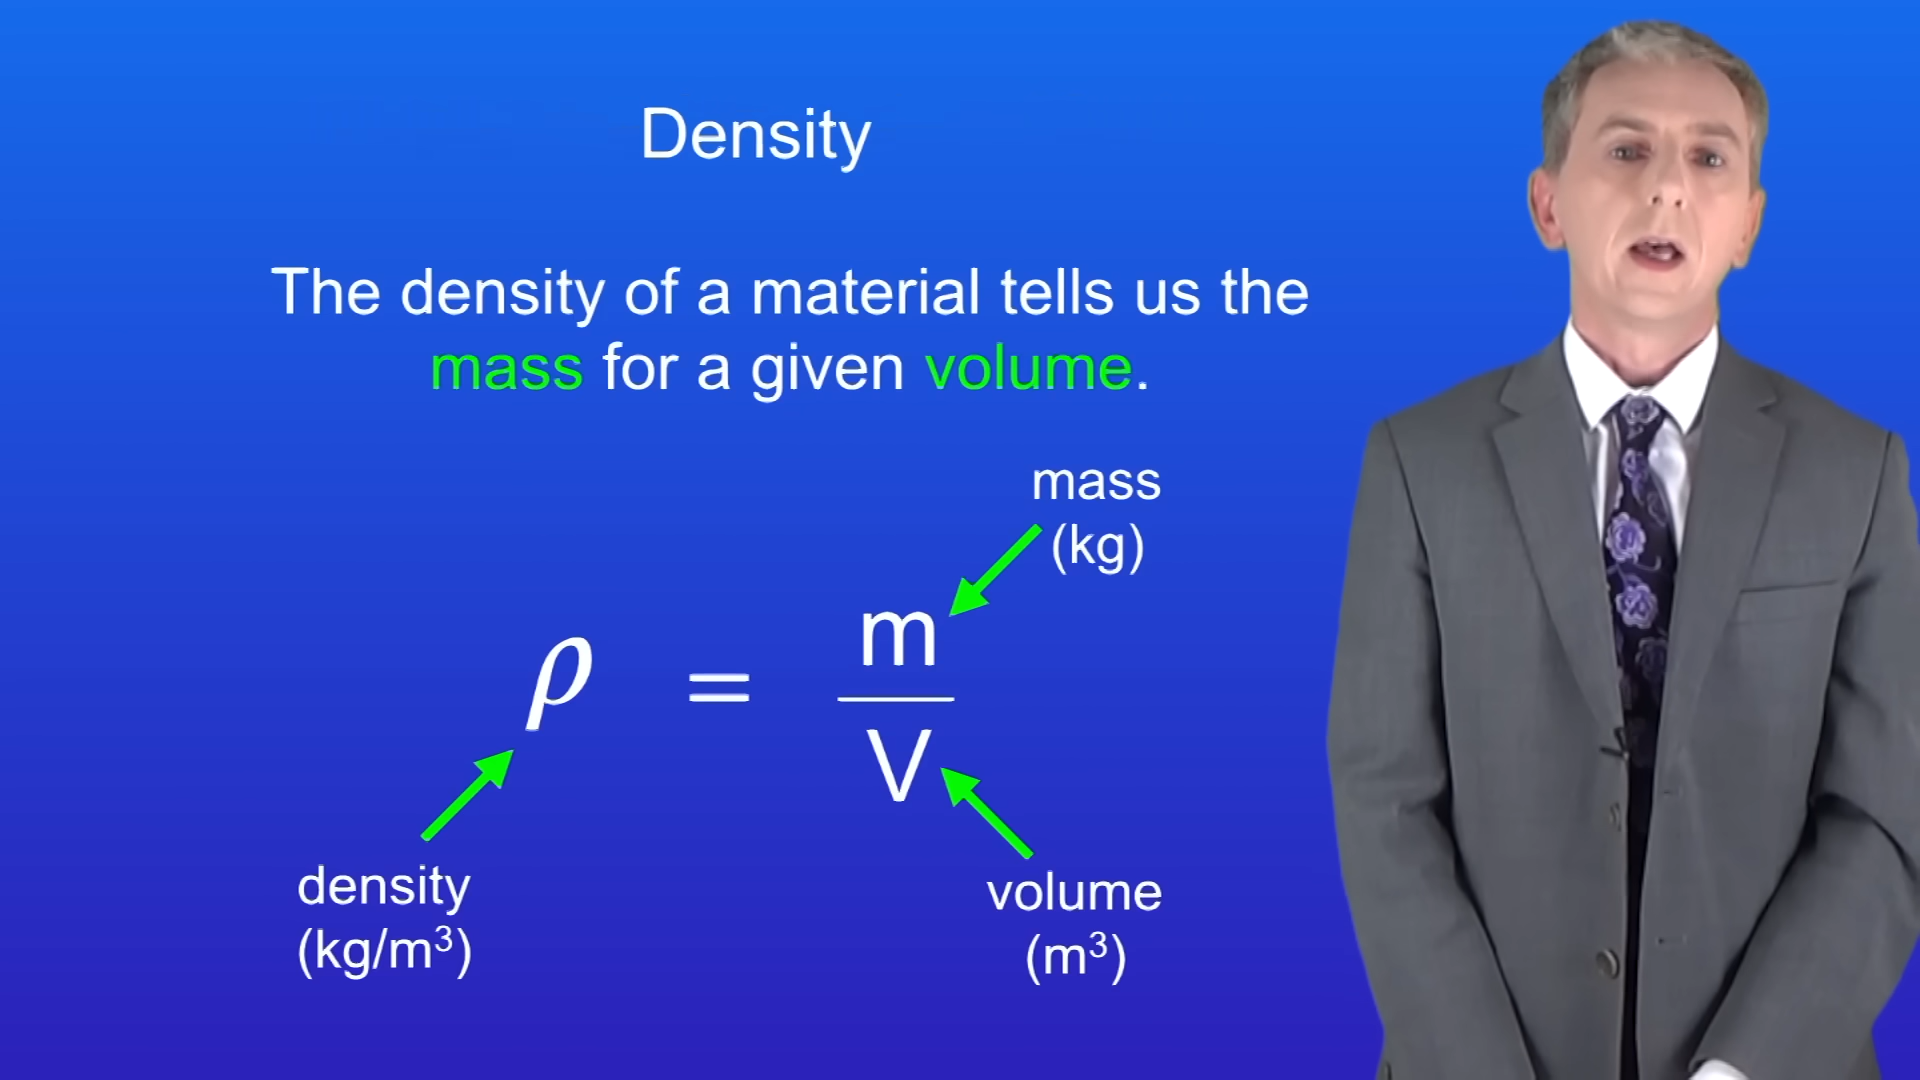 Density
The density of a material tells us the
mass for a given volume.
mass
(kg)
ρ = m
V
density
(kg/m³)
volume
(m³)